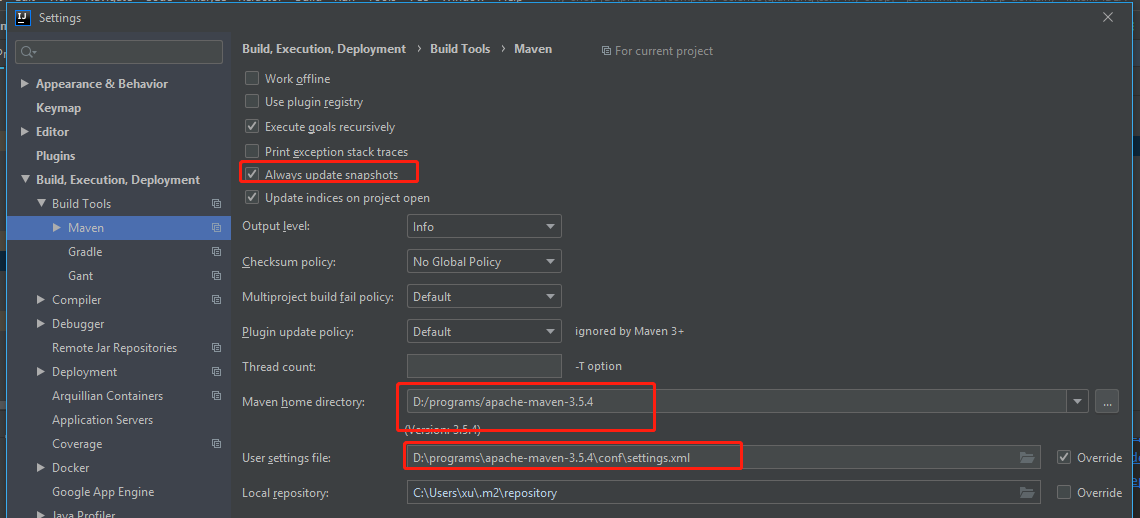 IJ Settings
Build, Execution, Deployment › Build Tools › Maven For current project
Appearance & Behavior
Keymap
Editor
Plugins
Build, Execution, Deployment
Build Tools
Maven
Gradle
Gant
Compiler
Debugger
Remote Jar Repositories
Deployment
Arquillian Containers
Application Servers
Coverage
Docker
Google App Engine
Java Profiler
Work offline
Use plugin registry
Execute goals recursively
Print exception stack traces
Always update snapshots
Update indices on project open
Output level: Info
Checksum policy: No Global Policy
Multiproject build fail policy: Default
Plugin update policy: Default ignored by Maven 3+
Thread count: -T option
Maven home directory: D:/programs/apache-maven-3.5.4 ...
(Version: 3.5.4)
User settings file: D:\programs\apache-maven-3.5.4\conf\settings.xml Override
Local repository: C:\Users\xu\.m2\repository Override